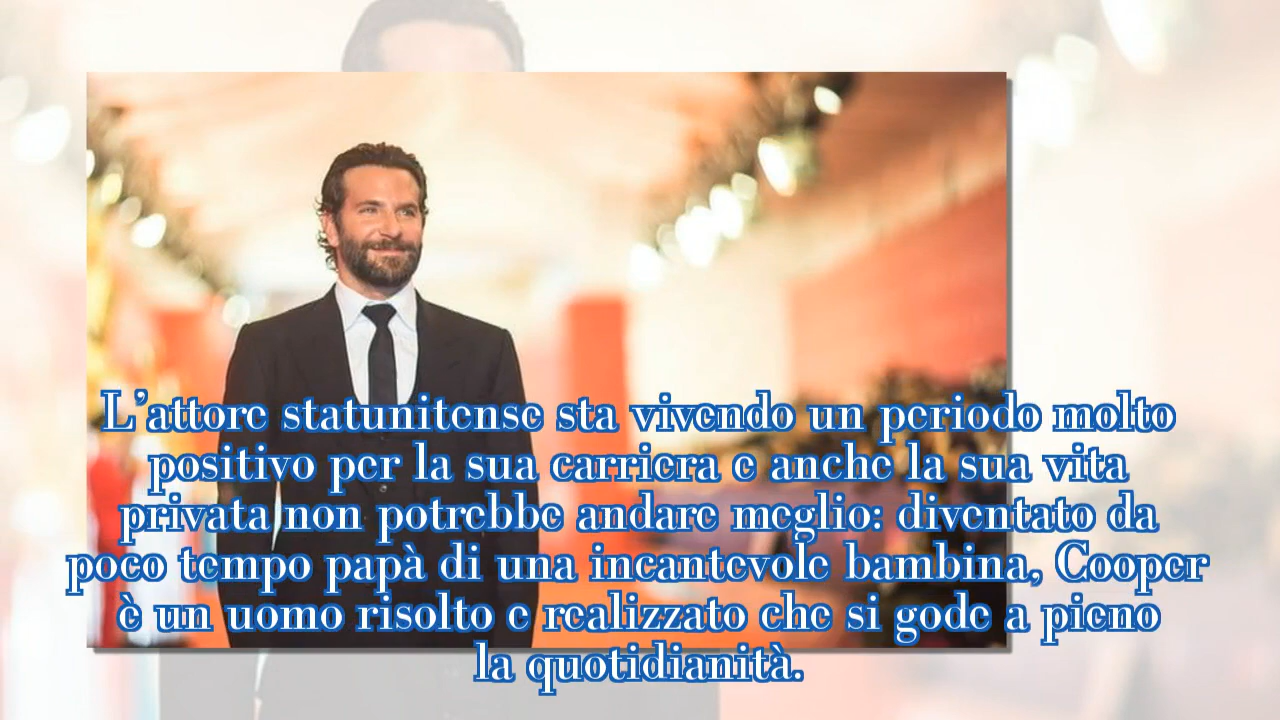 L'attore statunitense sta vivendo un periodo molto
positivo per la sua carriera e anche la sua vita
privata non potrebbe andare meglio: diventato da
poco tempo papà di una incantevole bambina, Cooper
è un uomo risolto e realizzato che si gode a pieno
la quotidianità.